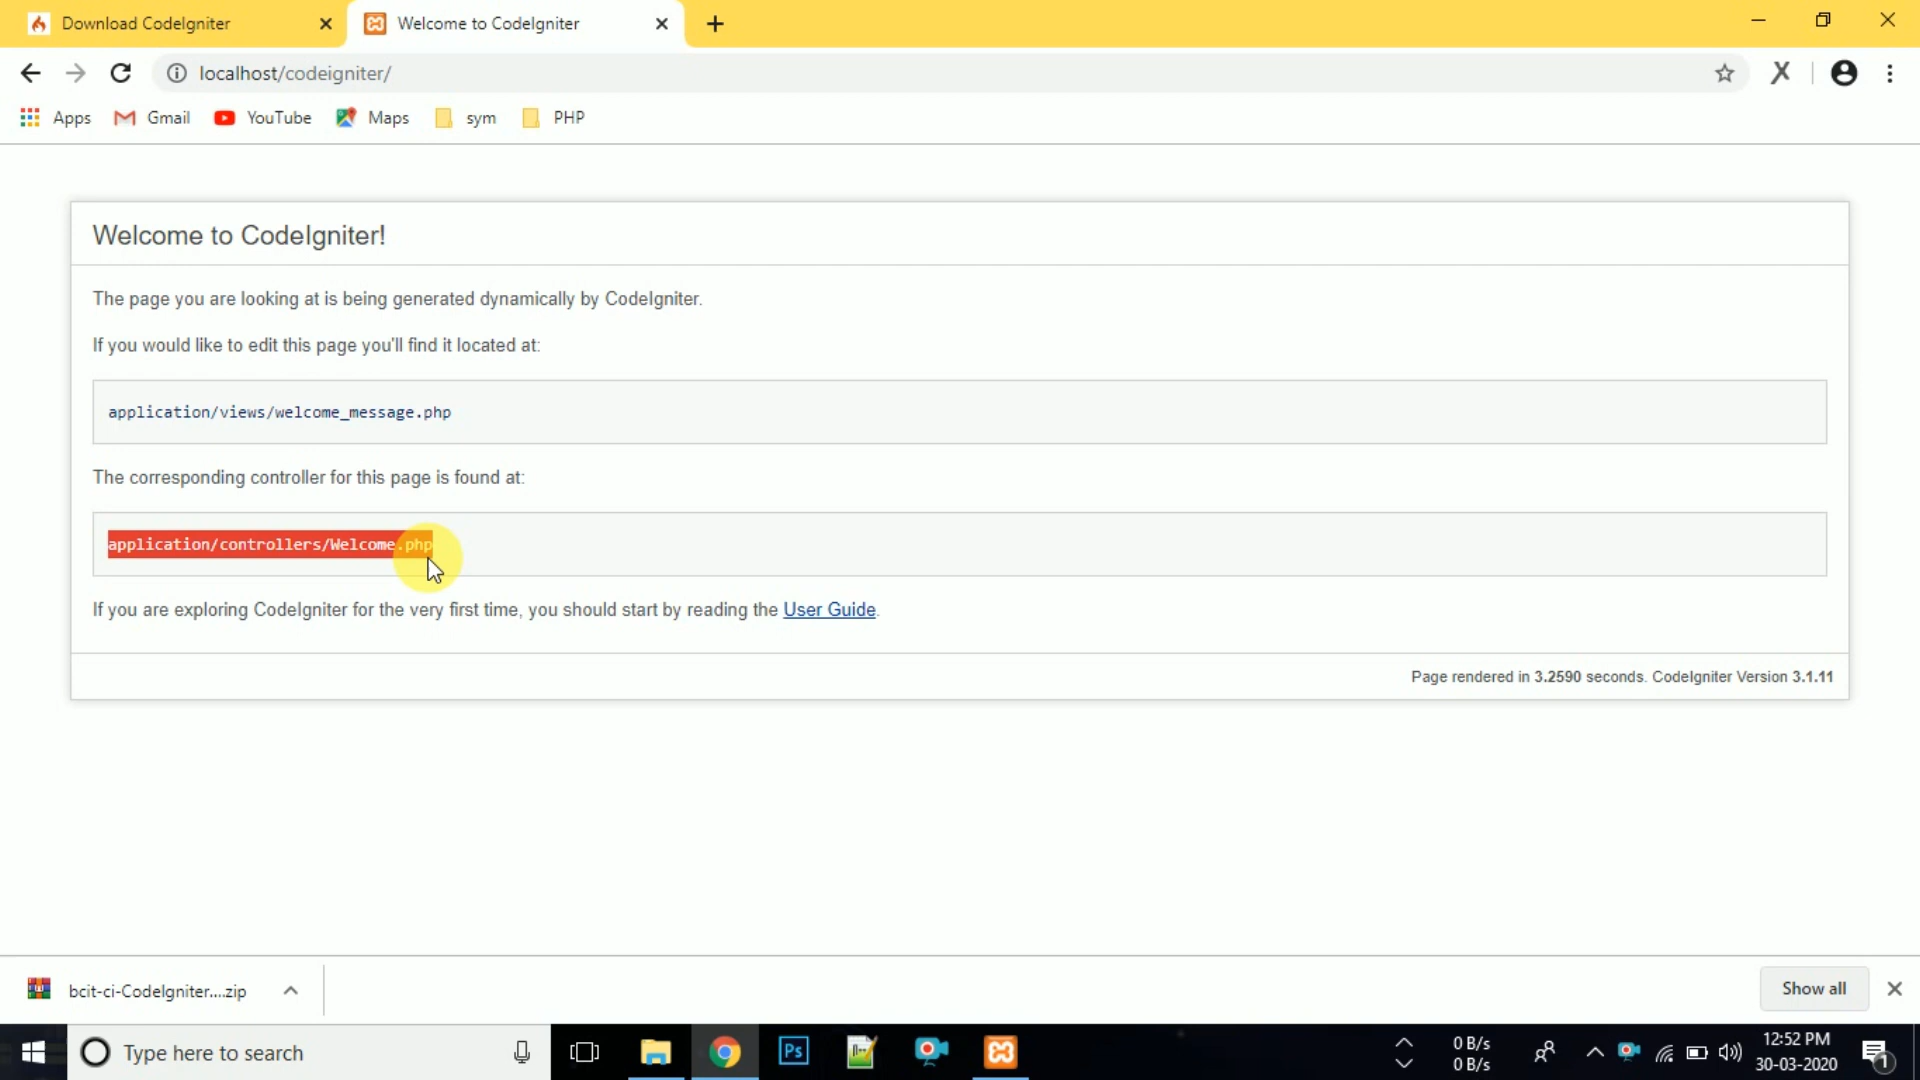 Download CodeIgniter
Welcome to CodeIgniter
localhost/codeigniter/
Apps
Gmail
YouTube
Maps
sym
PHP
Welcome to CodeIgniter!
The page you are looking at is being generated dynamically by CodeIgniter.
If you would like to edit this page you'll find it located at:
application/views/welcome_message.php
The corresponding controller for this page is found at:
application/controllers/Welcome.php
If you are exploring CodeIgniter for the very first time, you should start by reading the User Guide.
Page rendered in 3.2590 seconds. CodeIgniter Version 3.1.11
bcit-ci-CodeIgniter....zip
Show all
Type here to search
Ps
0 B/s
0 B/s
12:52 PM
30-03-2020
1